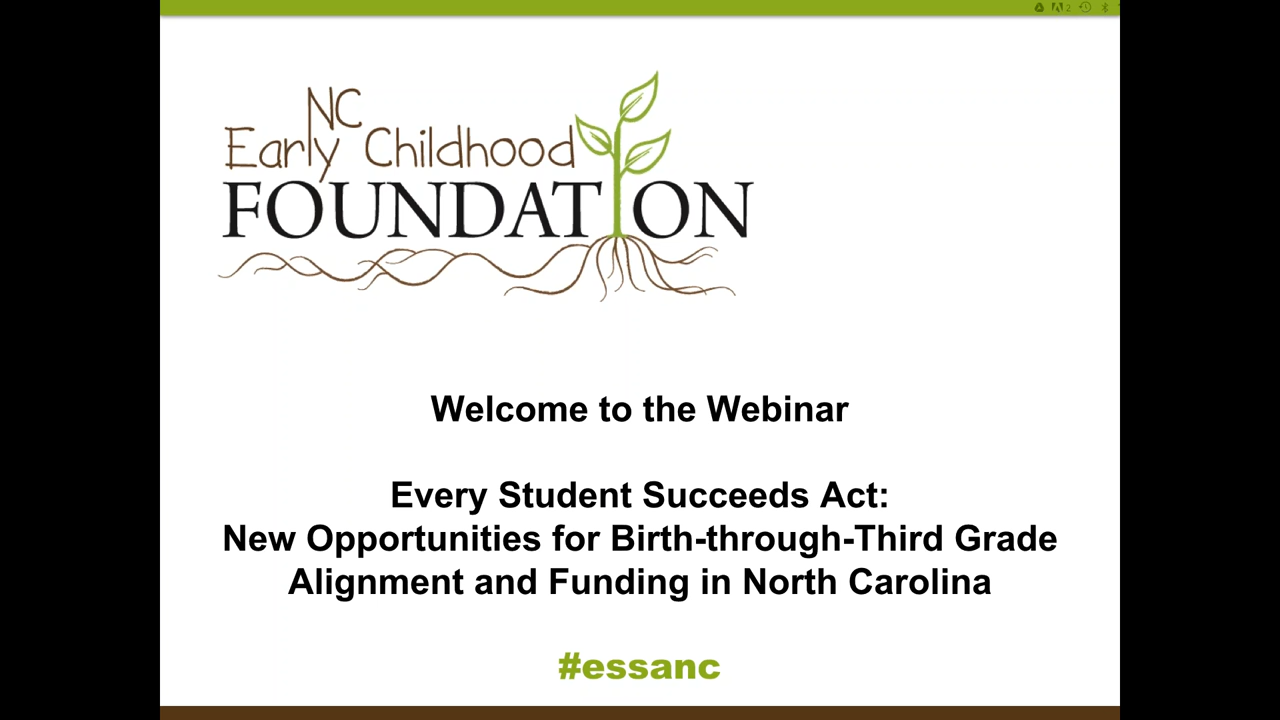 2
NC
Early Childhood
FOUNDATION
Welcome to the Webinar
Every Student Succeeds Act:
New Opportunities for Birth-through-Third Grade
Alignment and Funding in North Carolina
#essanc